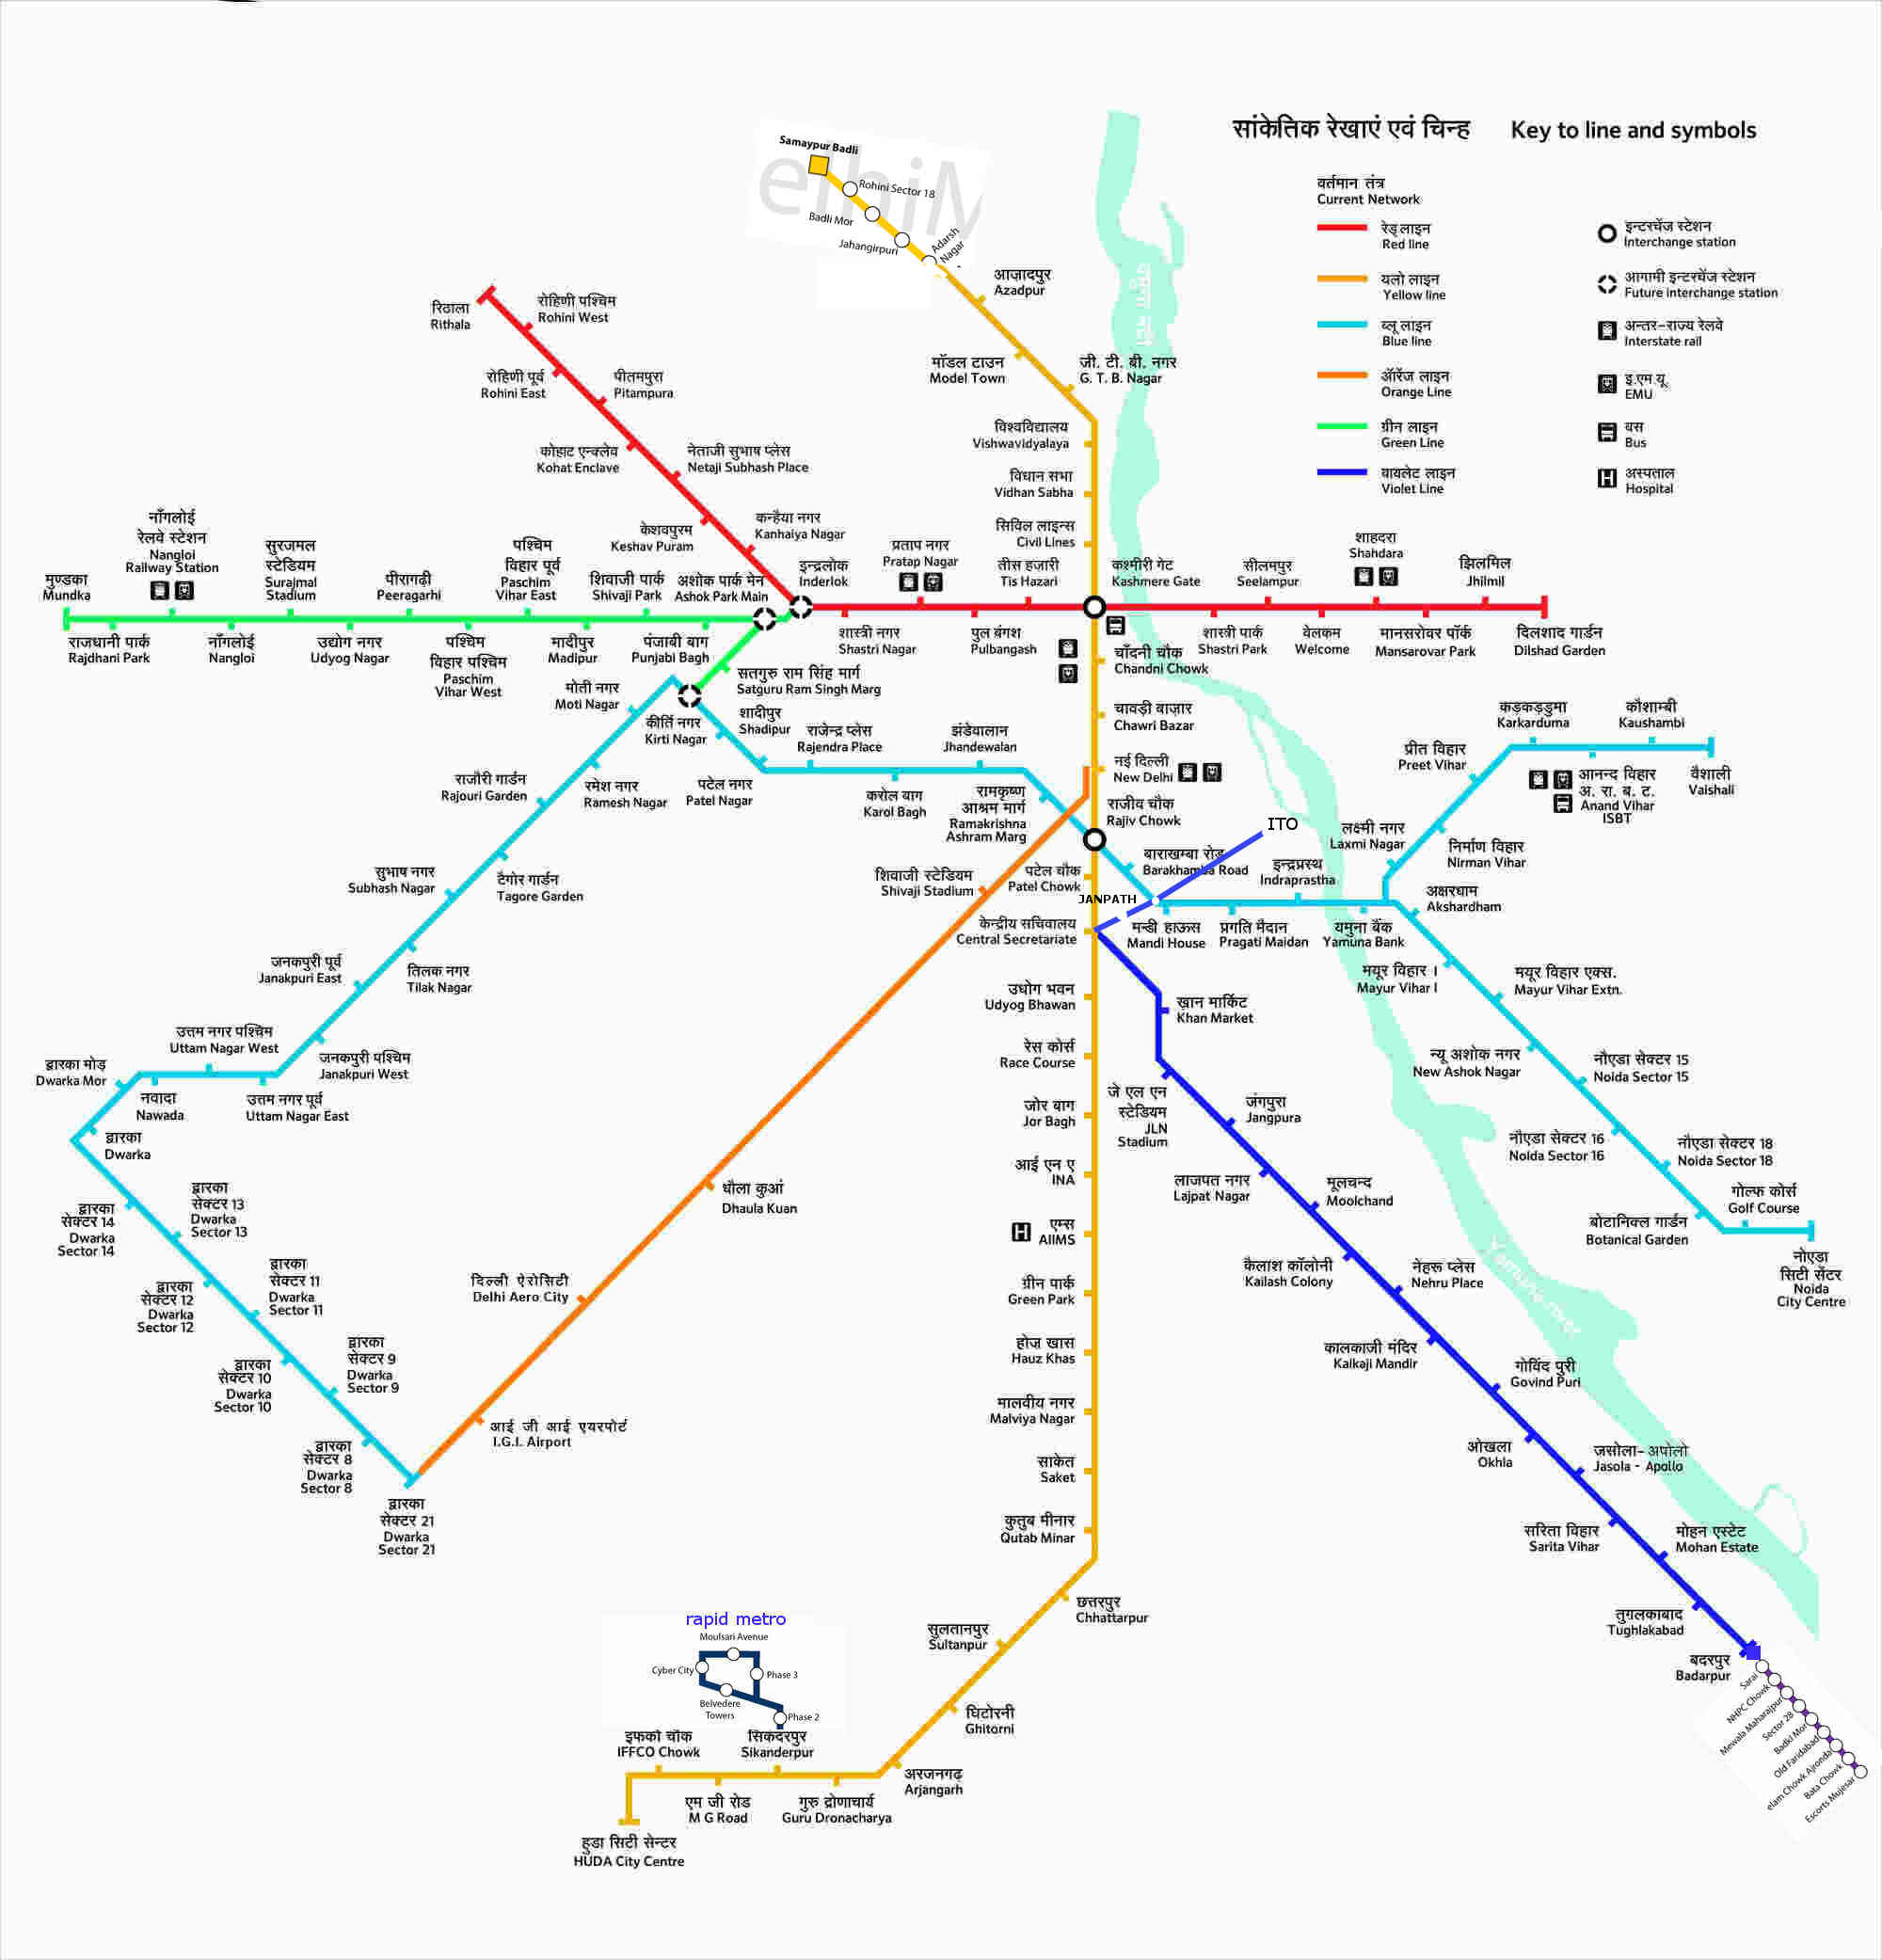 सांकेतिक रेखाएं एवं चिन्ह
Key to line and symbols
वर्तमान तंत्र
Current Network
रेड् लाइन
Red line
यलो लाइन
Yellow line
ब्लू लाइन
Blue line
ऑरेंज लाइन
Orange Line
ग्रीन लाइन
Green Line
वायलेट लाइन
Violet Line
इन्टरचेंज स्टेशन
Interchange station
आगामी इन्टरचेंज स्टेशन
Future interchange station
अन्तर-राज्य रेलवे
Interstate rail
इ.एम.यू.
EMU
बस
Bus
H
अस्पताल
Hospital
Samaypur Badli
Rohini Sector 18
Badli Mor
Jahangirpuri
Adarsh
Nagar
आज़ादपुर
Azadpur
मॉडल टाउन
Model Town
जी. टी. बी. नगर
G. T. B. Nagar
विश्वविद्यालय
Vishwavidyalaya
विधान सभा
Vidhan Sabha
सिविल लाइन्स
Civil Lines
रिठाला
Rithala
रोहिणी पश्चिम
Rohini West
रोहिणी पूर्व
Rohini East
पीतमपुरा
Pitampura
कोहाट एन्क्लेव
Kohat Enclave
नेताजी सुभाष प्लेस
Netaji Subhash Place
केशवपुरम
Keshav Puram
कन्हैया नगर
Kanhaiya Nagar
इन्द्रलोक
Inderlok
शास्त्री नगर
Shastri Nagar
प्रताप नगर
Pratap Nagar
पुल बंगश
Pulbangash
तीस हजारी
Tis Hazari
कश्मीरी गेट
Kashmere Gate
शास्त्री पार्क
Shastri Park
सीलमपुर
Seelampur
वेलकम
Welcome
शाहदरा
Shahdara
मानसरोवर पॉर्क
Mansarovar Park
झिलमिल
Jhilmil
दिलशाद गार्डन
Dilshad Garden
मुण्डका
Mundka
राजधानी पार्क
Rajdhani Park
नाँगलोई
रेलवे स्टेशन
Nangloi
Railway Station
नाँगलोई
Nangloi
सुरजमल
स्टेडियम
Surajmal
Stadium
उद्योग नगर
Udyog Nagar
पीरागढ़ी
Peeragarhi
पश्चिम
विहार पश्चिम
Paschim
Vihar West
पश्चिम
विहार पूर्व
Paschim
Vihar East
मादीपुर
Madipur
शिवाजी पार्क
Shivaji Park
पंजाबी बाग
Punjabi Bagh
अशोक पार्क मेन
Ashok Park Main
सतगुरु राम सिंह मार्ग
Satguru Ram Singh Marg
कीर्ति नगर
Kirti Nagar
मोती नगर
Moti Nagar
शादीपुर
Shadipur
पटेल नगर
Patel Nagar
राजेन्द्र प्लेस
Rajendra Place
करोल बाग
Karol Bagh
झंडेवालान
Jhandewalan
रामकृष्ण
आश्रम मार्ग
Ramakrishna
Ashram Marg
चाँदनी चौक
Chandni Chowk
चावड़ी बाज़ार
Chawri Bazar
नई दिल्ली
New Delhi
राजीव चौक
Rajiv Chowk
बाराखम्बा रोड़
Barakhamba Road
ITO
JANPATH
पटेल चौक
Patel Chowk
शिवाजी स्टेडियम
Shivaji Stadium
केन्द्रीय सचिवालय
Central Secretariate
मन्डी हाऊस
Mandi House
प्रगति मैदान
Pragati Maidan
इन्द्रप्रस्थ
Indraprastha
यमुना बैंक
Yamuna Bank
लक्ष्मी नगर
Laxmi Nagar
निर्माण विहार
Nirman Vihar
प्रीत विहार
Preet Vihar
कड़कड़डुमा
Karkarduma
आनन्द विहार
अ. रा. ब. ट.
Anand Vihar
ISBT
कौशाम्बी
Kaushambi
वैशाली
Vaishali
अक्षरधाम
Akshardham
मयूर विहार ।
Mayur Vihar I
मयूर विहार एक्स.
Mayur Vihar Extn.
न्यू अशोक नगर
New Ashok Nagar
नौएडा सेक्टर 15
Noida Sector 15
नौएडा सेक्टर 16
Noida Sector 16
नौएडा सेक्टर 18
Noida Sector 18
बोटानिक्ल गार्डन
Botanical Garden
गोल्फ कोर्स
Golf Course
नोएडा
सिटी सेंटर
Noida
City Centre
रमेश नगर
Ramesh Nagar
राजौरी गार्डन
Rajouri Garden
टैगोर गार्डन
Tagore Garden
सुभाष नगर
Subhash Nagar
तिलक नगर
Tilak Nagar
जनकपुरी पूर्व
Janakpuri East
जनकपुरी पश्चिम
Janakpuri West
उत्तम नगर पश्चिम
Uttam Nagar West
उत्तम नगर पूर्व
Uttam Nagar East
नवादा
Nawada
द्वारका मोड़
Dwarka Mor
द्वारका
Dwarka
द्वारका
सेक्टर 14
Dwarka
Sector 14
द्वारका
सेक्टर 13
Dwarka
Sector 13
द्वारका
सेक्टर 12
Dwarka
Sector 12
द्वारका
सेक्टर 11
Dwarka
Sector 11
द्वारका
सेक्टर 10
Dwarka
Sector 10
द्वारका
सेक्टर 9
Dwarka
Sector 9
द्वारका
सेक्टर 8
Dwarka
Sector 8
द्वारका
सेक्टर 21
Dwarka
Sector 21
धौला कुआं
Dhaula Kuan
दिल्ली ऐरोसिटी
Delhi Aero City
आई जी आई एयरपोर्ट
I.G.I. Airport
उघोग भवन
Udyog Bhawan
रेस कोर्स
Race Course
जोर बाग
Jor Bagh
आई एन ए
INA
H
एम्स
AIIMS
ग्रीन पार्क
Green Park
होज खास
Hauz Khas
मालवीय नगर
Malviya Nagar
साकेत
Saket
कुतुब मीनार
Qutab Minar
छत्तरपुर
Chhattarpur
सुलतानपुर
Sultanpur
घिटोरनी
Ghitorni
अरजनगढ़
Arjangarh
गुरु द्रोणाचार्य
Guru Dronacharya
सिकंदरपुर
Sikanderpur
एम जी रोड
M G Road
इफको चौक
IFFCO Chowk
हुडा सिटी सेन्टर
HUDA City Centre
rapid metro
Moulsari Avenue
Cyber City
Phase 3
Belvedere
Towers
Phase 2
ख़ान मार्किट
Khan Market
जे एल एन
स्टेडियम
JLN
Stadium
जंगपुरा
Jangpura
लाजपत नगर
Lajpat Nagar
मूलचन्द
Moolchand
कैलाश कॉलोनी
Kailash Colony
नेहरू प्लेस
Nehru Place
कालकाजी मंदिर
Kalkaji Mandir
गोविंद पुरी
Govind Puri
ओखला
Okhla
जसोला- अपोलो
Jasola - Apollo
सरिता विहार
Sarita Vihar
मोहन एस्टेट
Mohan Estate
तुग़लकाबाद
Tughlakabad
बदरपुर
Badarpur
Sarai
NHPC Chowk
Mewala Maharajpur
Sector 28
Badkl Mor
Old Faridabad
elam Chowk Ajronda
Bata Chowk
Escorts Mujesar
यमुना नदी
Yamuna river
elhiM